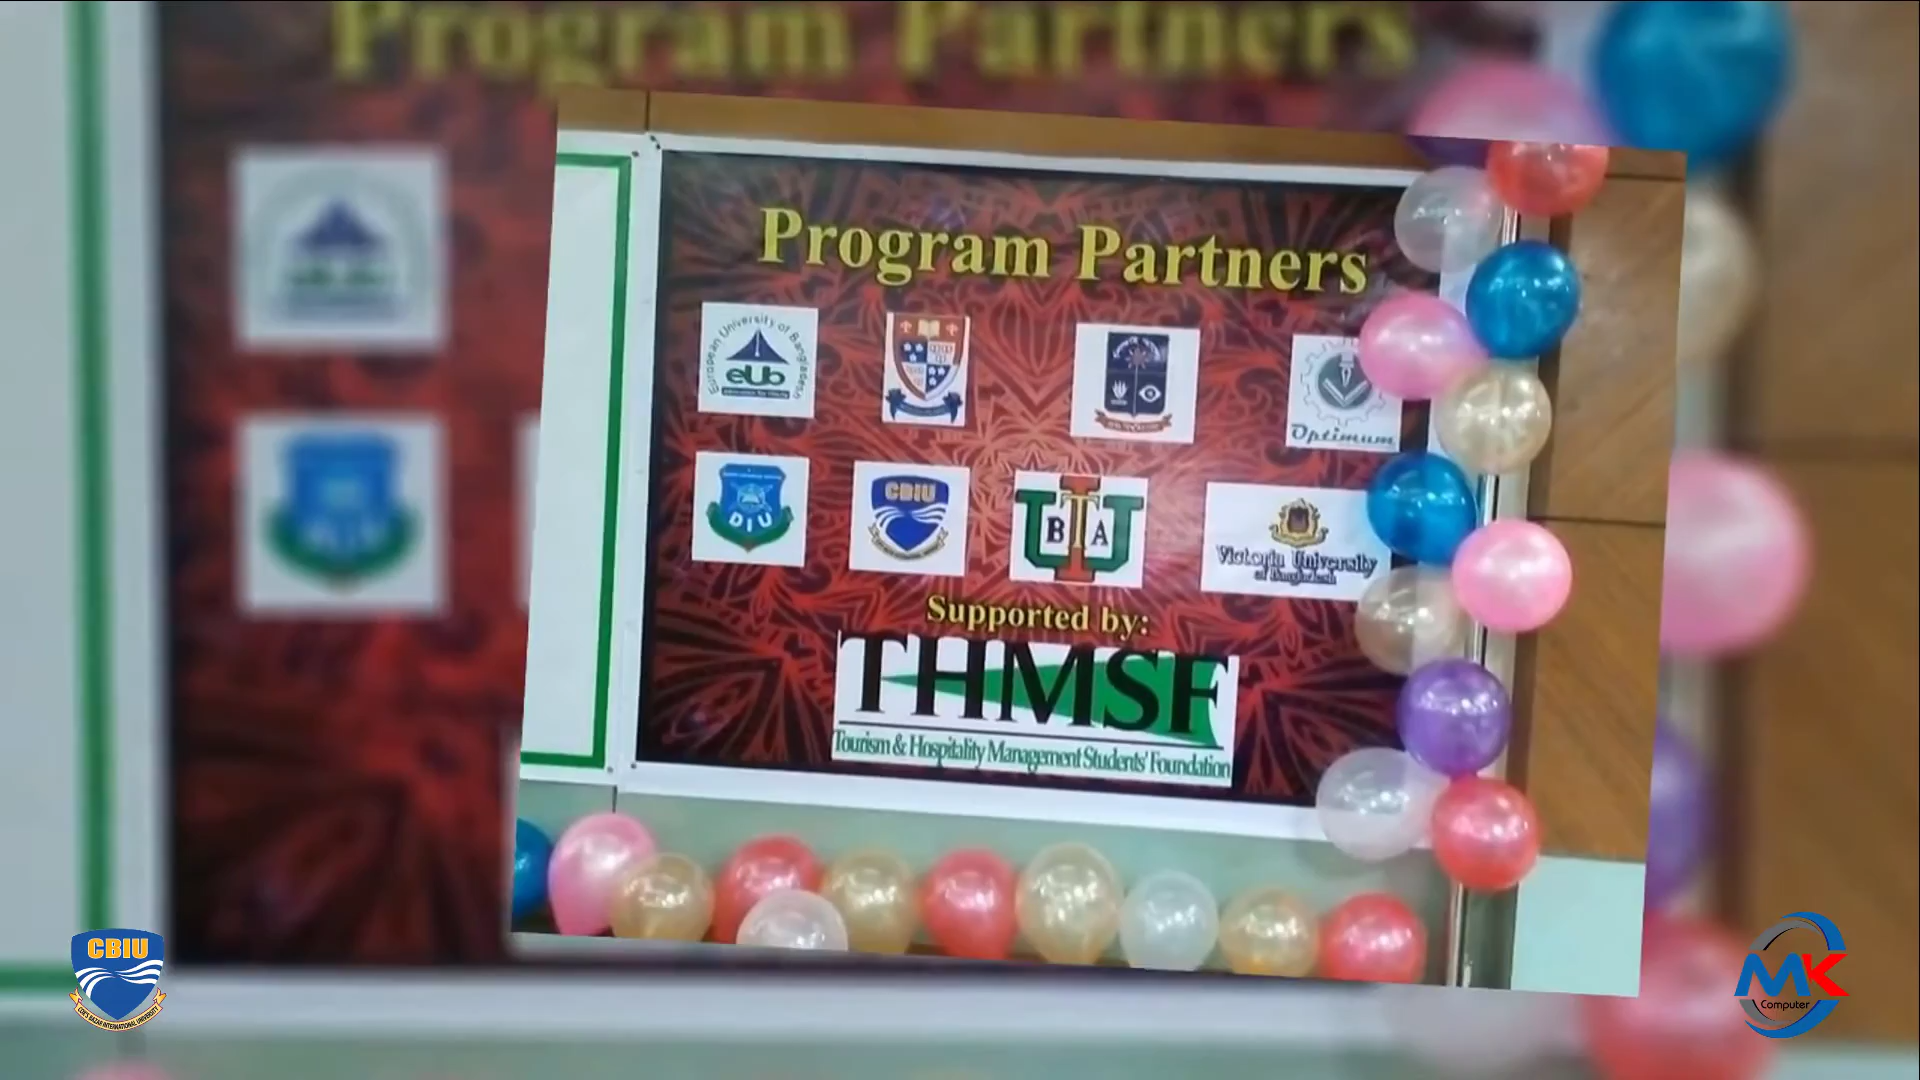 Program Partners
Program Partners
European University of Bangladesh
eUb
Optimum
DIU
CBIU
IUBTA
Victoria University
of Bangladesh
Supported by:
THMSF
Tourism & Hospitality Management Students' Foundation
CBIU
COX'S BAZAR INTERNATIONAL UNIVERSITY
MK
Computer